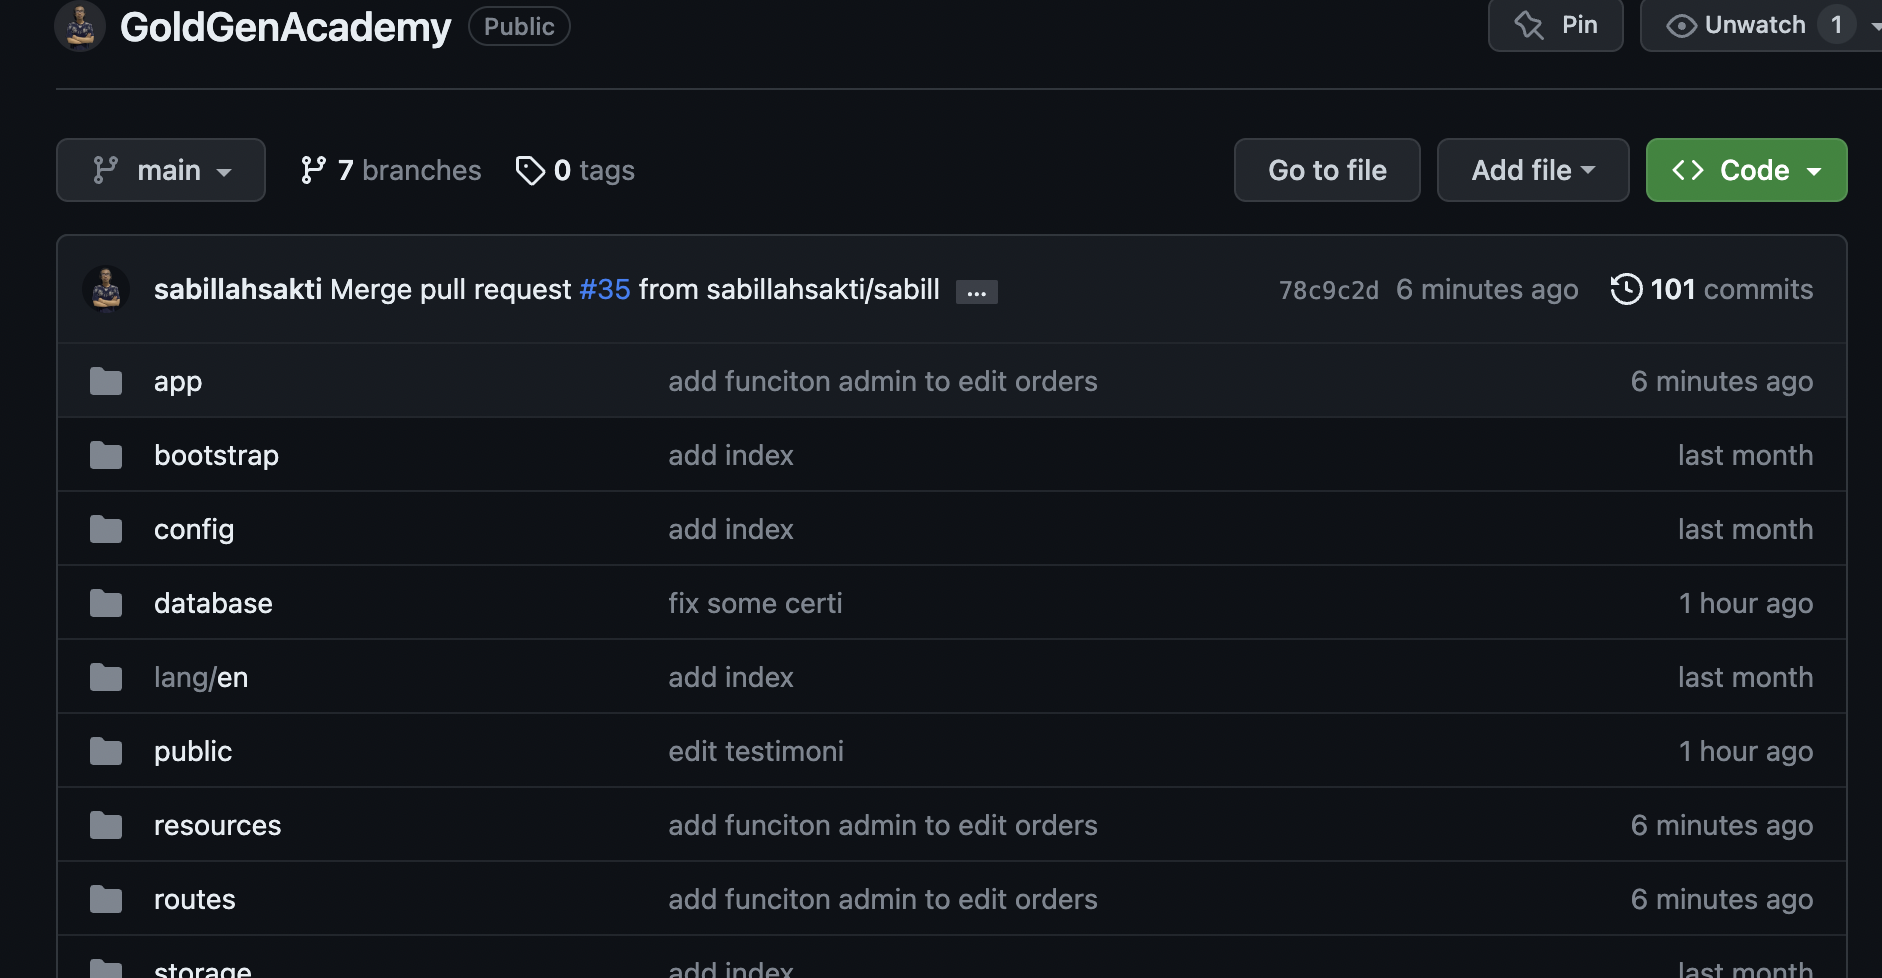 GoldGenAcademy Public Pin Unwatch 1
main 7 branches 0 tags Go to file Add file Code
sabillahsakti Merge pull request #35 from sabillahsakti/sabill ... 78c9c2d 6 minutes ago 101 commits
app add funciton admin to edit orders 6 minutes ago
bootstrap add index last month
config add index last month
database fix some certi 1 hour ago
lang/en add index last month
public edit testimoni 1 hour ago
resources add funciton admin to edit orders 6 minutes ago
routes add funciton admin to edit orders 6 minutes ago
storage add index last month